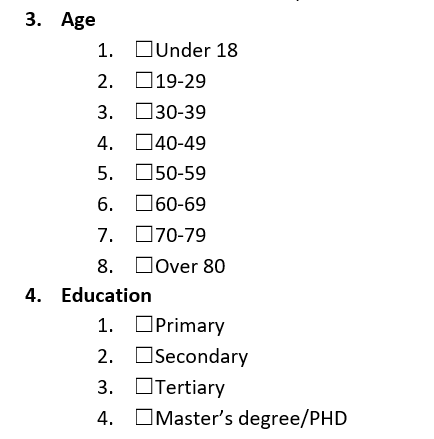 3. Age
1. ☐Under 18
2. ☐19-29
3. ☐30-39
4. ☐40-49
5. ☐50-59
6. ☐60-69
7. ☐70-79
8. ☐Over 80
4. Education
1. ☐Primary
2. ☐Secondary
3. ☐Tertiary
4. ☐Master’s degree/PHD